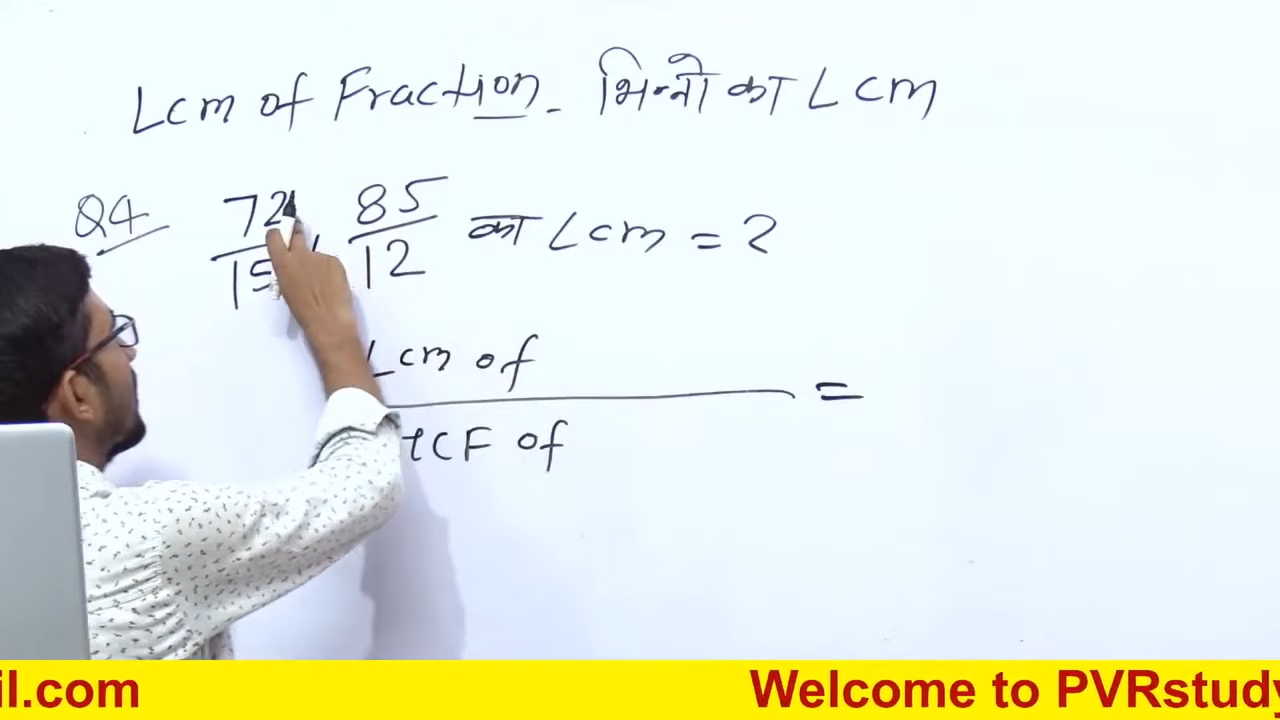 Lcm of Fraction - भिन्नो का Lcm
Q4 72/15, 85/12 का Lcm = ?
Lcm of
HCF of =
il.com Welcome to PVRstudy